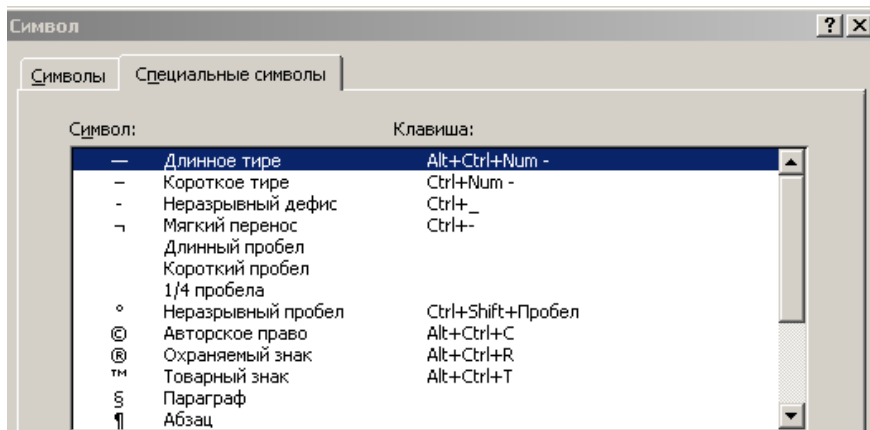 Символ
Символы Специальные символы
Символ: Клавиша:
— Длинное тире Alt+Ctrl+Num -
– Короткое тире Ctrl+Num -
- Неразрывный дефис Ctrl+_
¬ Мягкий перенос Ctrl+-
Длинный пробел
Короткий пробел
1/4 пробела
° Неразрывный пробел Ctrl+Shift+Пробел
© Авторское право Alt+Ctrl+C
® Охраняемый знак Alt+Ctrl+R
™ Товарный знак Alt+Ctrl+T
§ Параграф
¶ Абзац